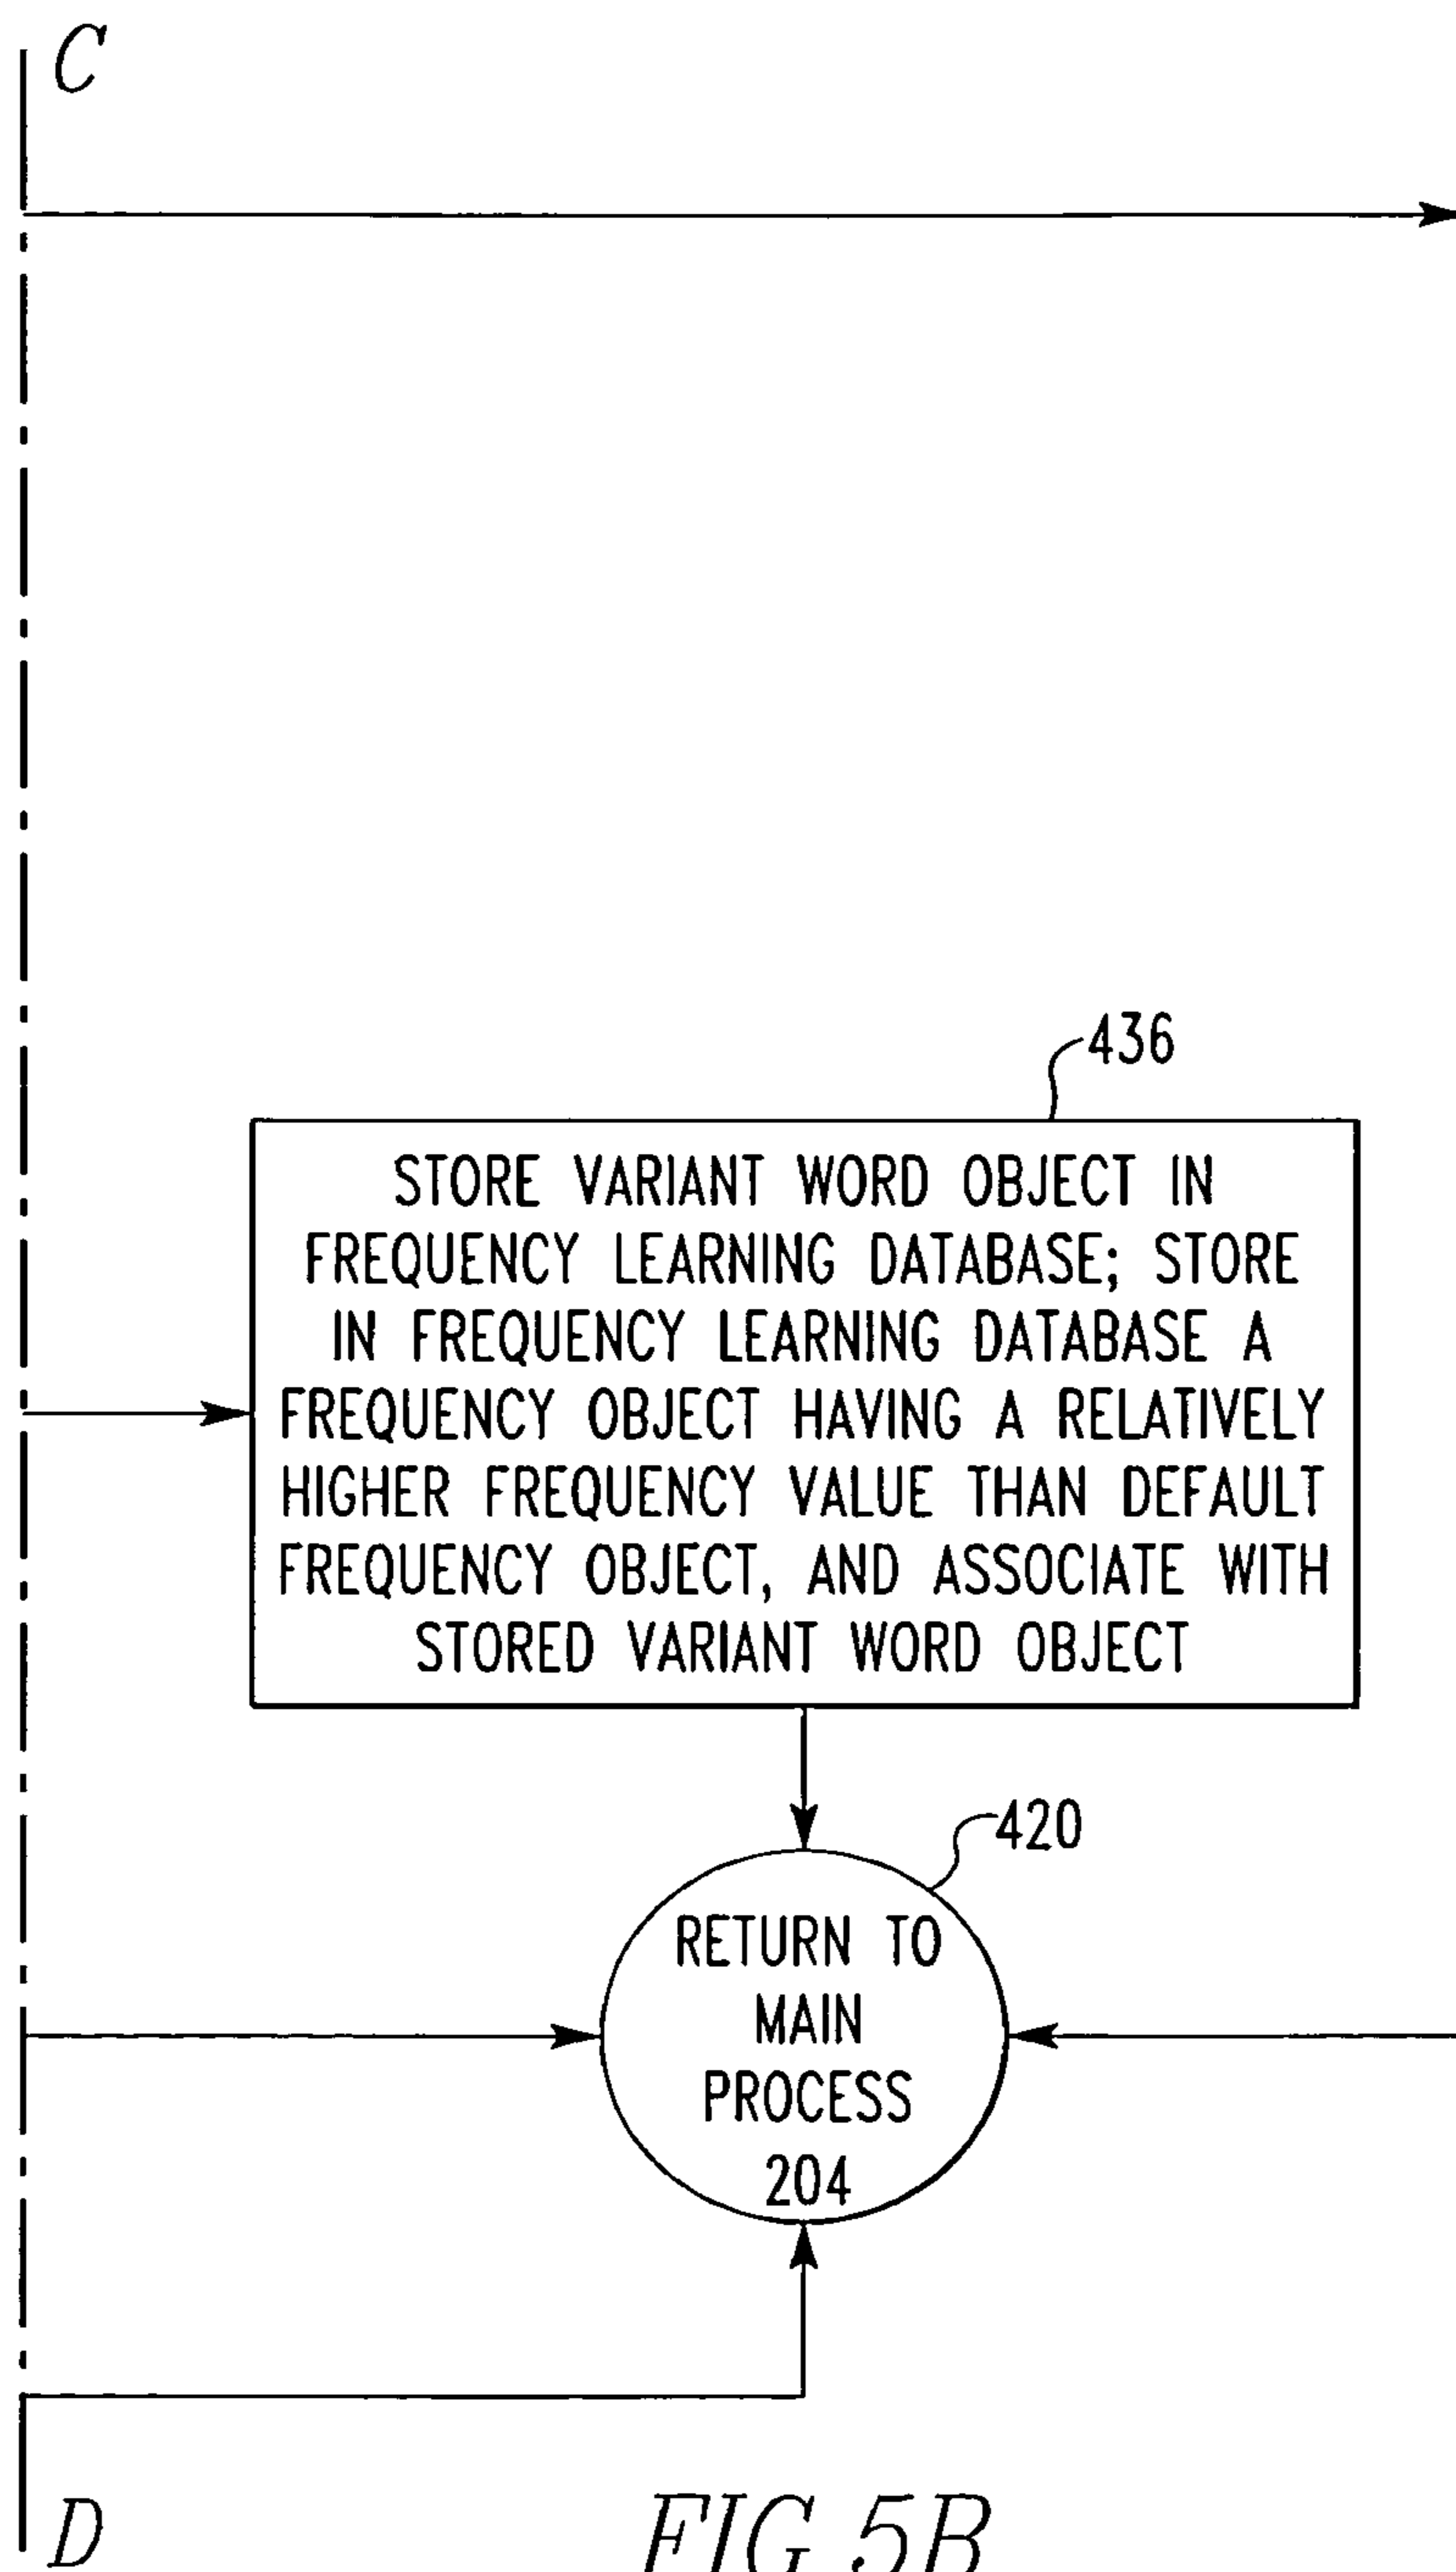 C
436
STORE VARIANT WORD OBJECT IN
FREQUENCY LEARNING DATABASE; STORE
IN FREQUENCY LEARNING DATABASE A
FREQUENCY OBJECT HAVING A RELATIVELY
HIGHER FREQUENCY VALUE THAN DEFAULT
FREQUENCY OBJECT, AND ASSOCIATE WITH
STORED VARIANT WORD OBJECT
420
RETURN TO
MAIN
PROCESS
204
D
FIG.5B